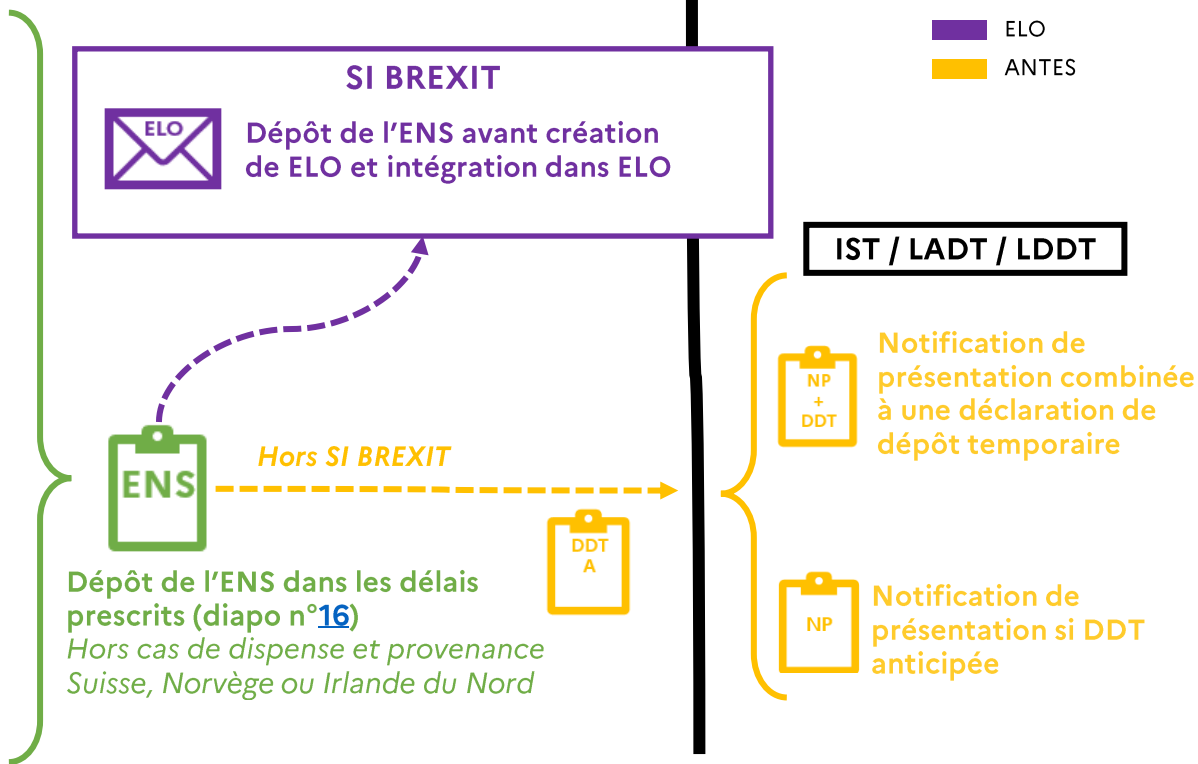 ELO
ANTES
SI BREXIT
ELO
Dépôt de l'ENS avant création
de ELO et intégration dans ELO
IST / LADT / LDDT
Notification de
présentation combinée
à une déclaration de
dépôt temporaire
NP
+
DDT
Hors SI BREXIT
ENS
DDT
A
Dépôt de l'ENS dans les délais
prescrits (diapo n°16)
Hors cas de dispense et provenance
Suisse, Norvège ou Irlande du Nord
NP
Notification de
présentation si DDT
anticipée